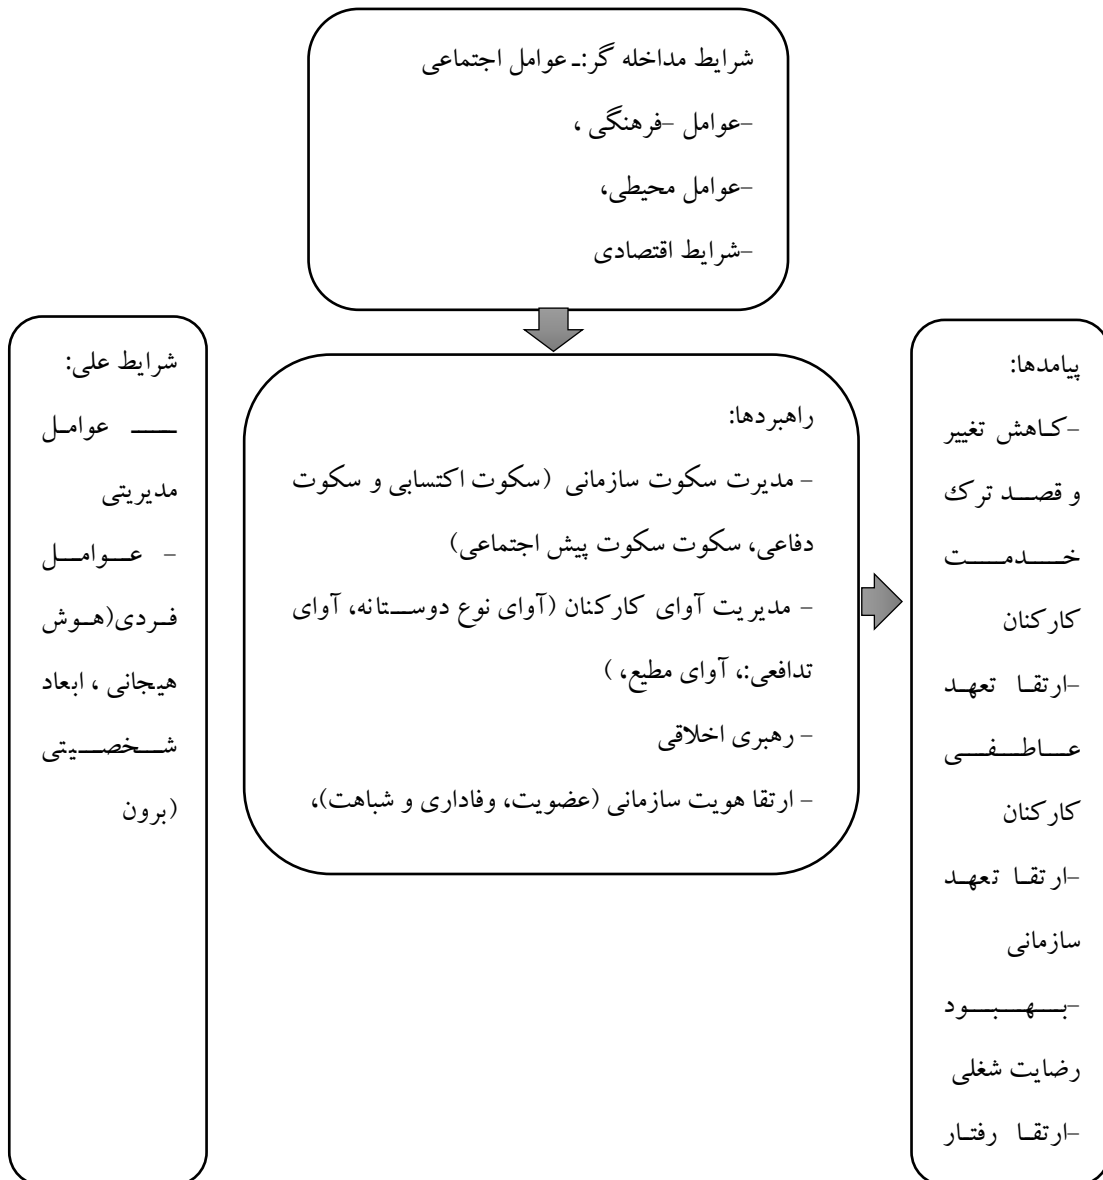 شرایط مداخله گر:ـ عوامل اجتماعی
-عوامل -فرهنگی ،
-عوامل محیطی،
-شرایط اقتصادی
پیامدها:
-کاهش تغییر
و قصد ترک
خدمت
کارکنان
-ارتقا تعهد
عاطفی
کارکنان
-ارتقا تعهد
سازمانی
-بهبود
رضایت شغلی
-ارتقا رفتار
راهبردها:
- مدیرت سکوت سازمانی (سکوت اکتسابی و سکوت
دفاعی، سکوت سکوت پیش اجتماعی)
- مدیریت آوای کارکنان (آوای نوع دوستانه، آوای
تدافعی:، آوای مطیع، )
- رهبری اخلاقی
- ارتقا هویت سازمانی (عضویت، وفاداری و شباهت)،
شرایط علی:
ـــ عوامل
مدیریتی
- عوامل
فردی(هوش
هیجانی ، ابعاد
شخصیتی
(برون